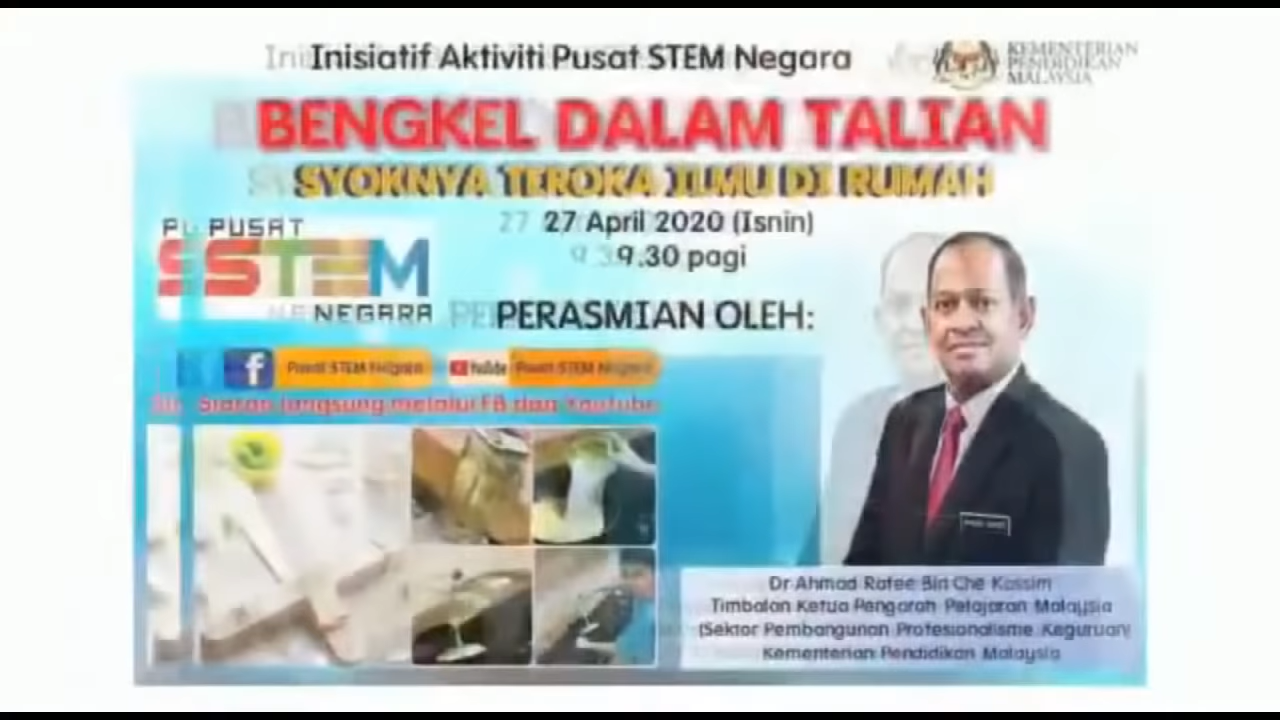 Inisiatif Aktiviti Pusat STEM Negara
KEMENTERIAN
PENDIDIKAN
MALAYSIA
BENGKEL DALAM TALIAN
SYOKNYA TEROKA ILMU DI RUMAH
27 April 2020 (Isnin)
9.30 pagi
PUSAT
STEM
NEGARA
PERASMIAN OLEH:
Pusat STEM Negara
YouTube
Pusat STEM Negara
Siaran langsung melalui FB dan Youtube
Dr Ahmad Rafee Bin Che Kassim
Timbalan Ketua Pengarah Pelajaran Malaysia
(Sektor Pembangunan Profesionalisme Keguruan)
Kementerian Pendidikan Malaysia